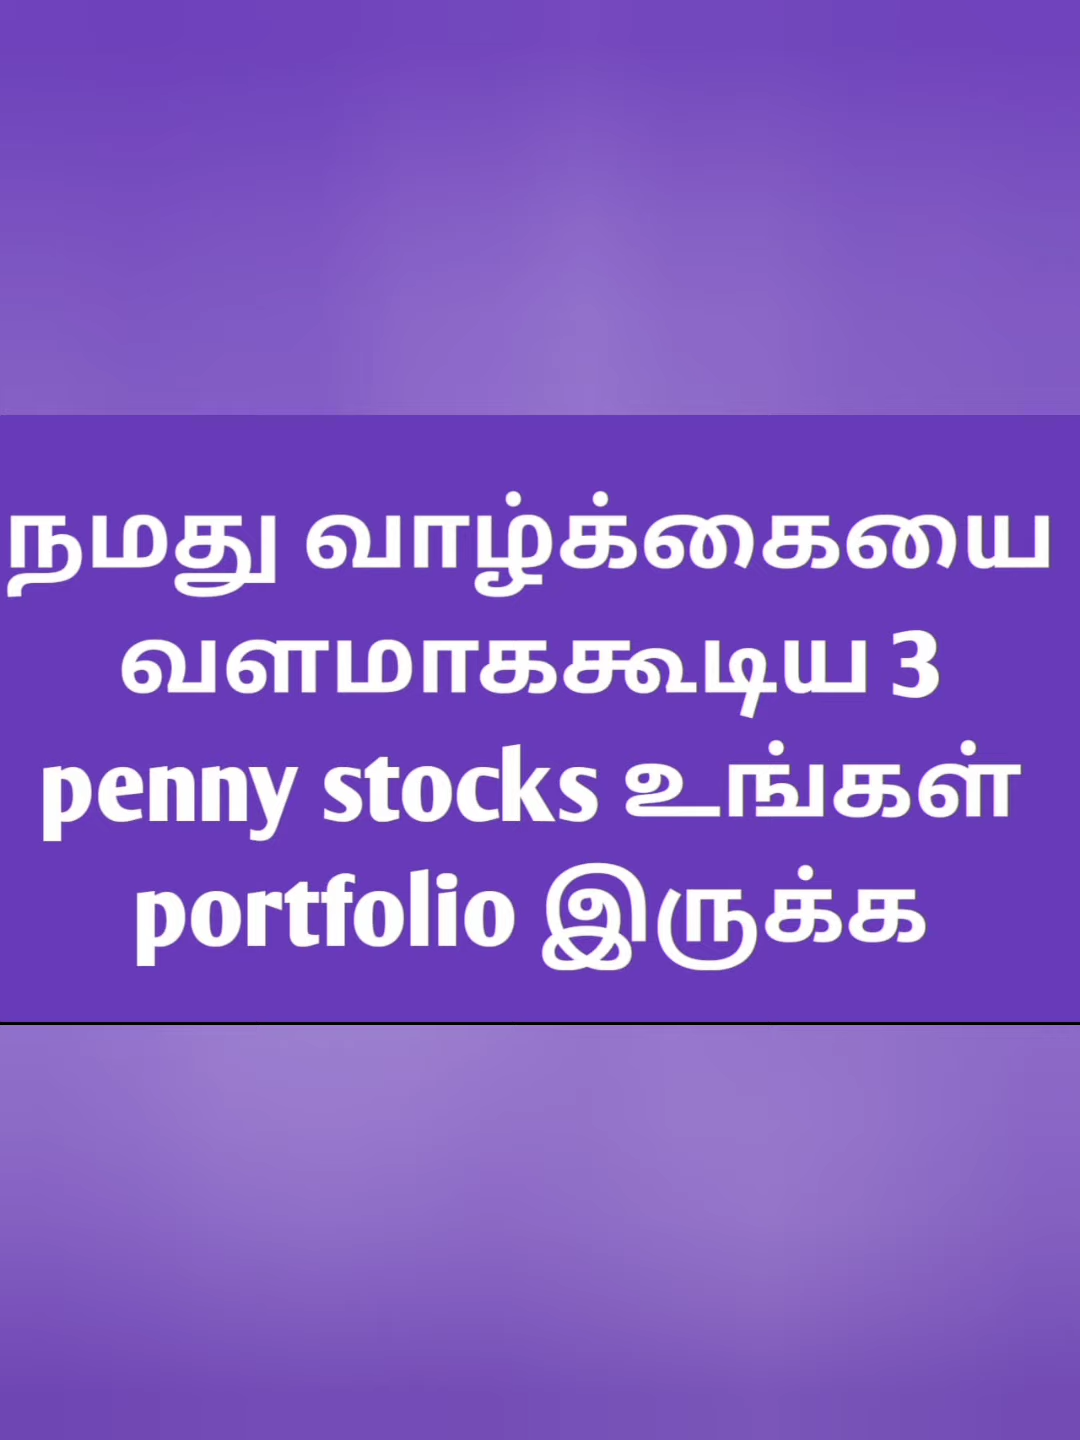 நமது வாழ்க்கையை
வளமாககூடிய 3
penny stocks உங்கள்
portfolio இருக்க